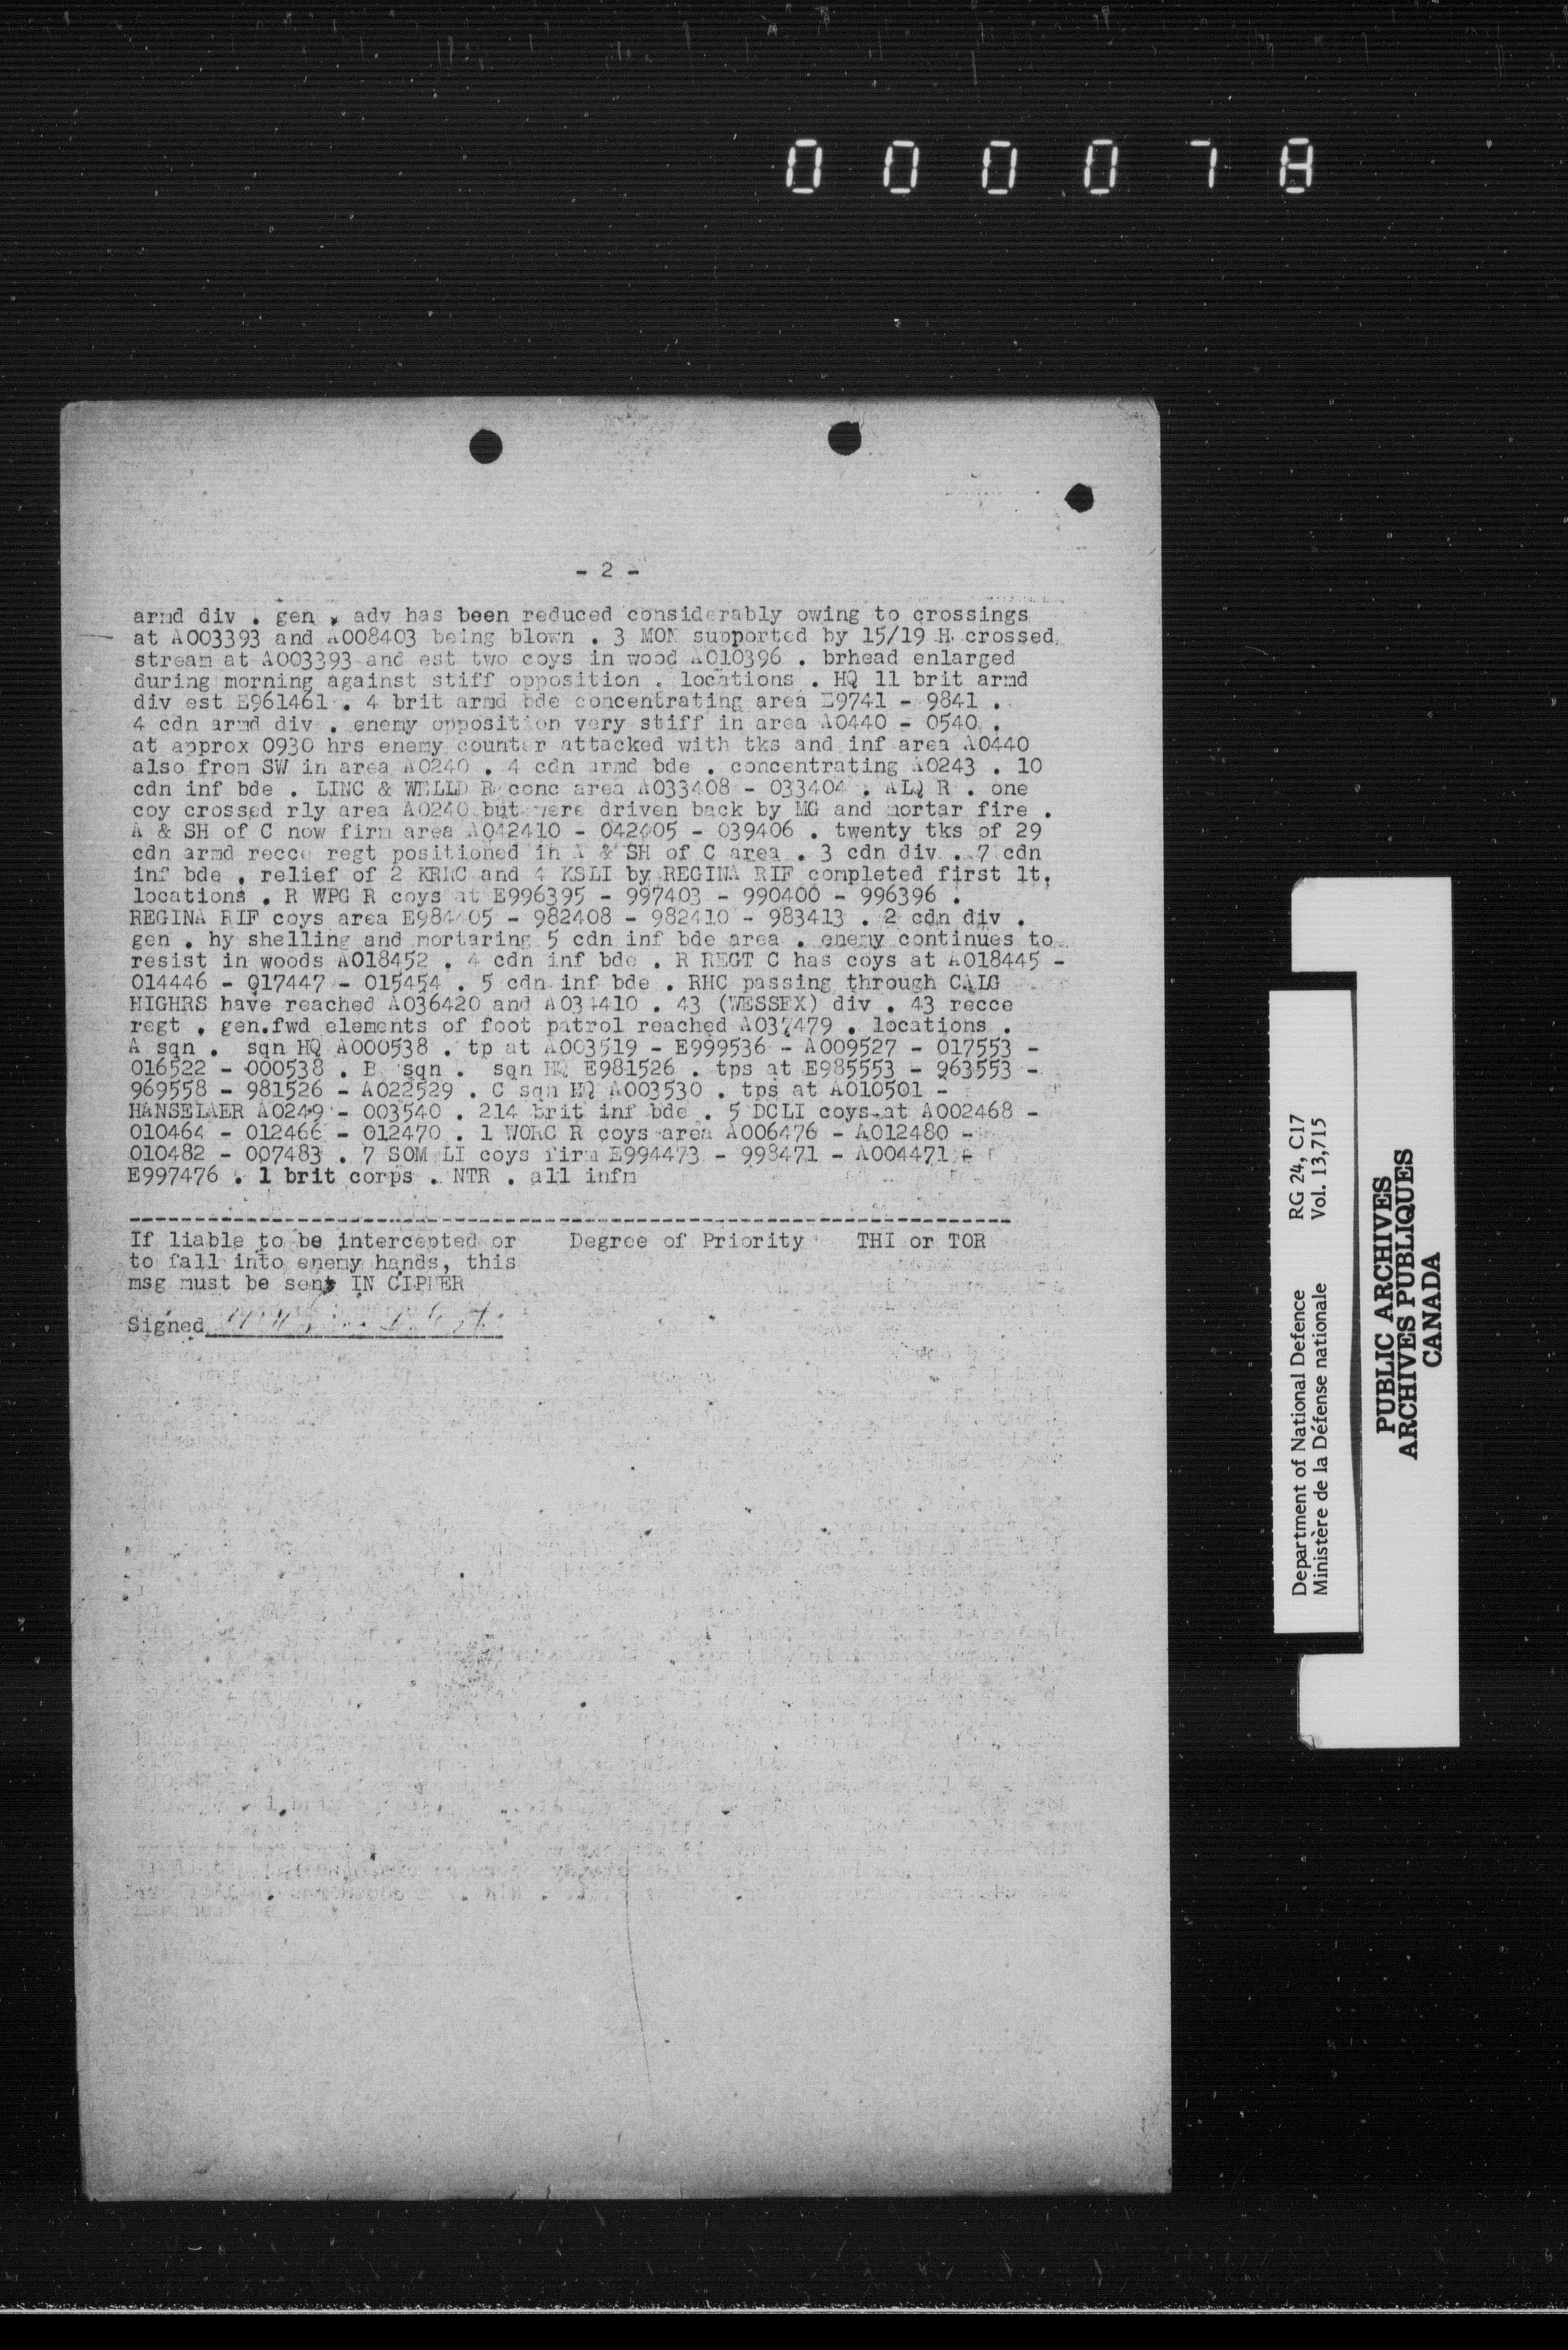 000078
- 2 -
armd div . gen . adv has been reduced considerably owing to crossings
at A003393 and A008403 being blown . 3 MON supported by 15/19 H crossed
stream at A003393 and est two coys in wood A010396 . brhead enlarged
during morning against stiff opposition . locations . HQ 11 brit armd
div est E961461 . 4 brit armd bde concentrating area E9741 - 9841 .
4 cdn armd div . enemy opposition very stiff in area A0440 - 0540 .
at approx 0930 hrs enemy counter attacked with tks and inf area A0440
also from SW in area A0240 . 4 cdn armd bde . concentrating A0243 . 10
cdn inf bde . LINC & WELLD R conc area A033408 - 033404 . ALQ R . one
coy crossed rly area A0240 but were driven back by MG and mortar fire .
A & SH of C now firm area A042410 - 042405 - 039406 . twenty tks of 29
cdn armd recce regt positioned in A & SH of C area . 3 cdn div . 7 cdn
inf bde . relief of 2 KRRC and 4 KSLI by REGINA RIF completed first lt.
locations . R WPG R coys at E996395 - 997403 - 990400 - 996396 .
REGINA RIF coys area E984405 - 982408 - 982410 - 983413 . 2 cdn div .
gen . hy shelling and mortaring 5 cdn inf bde area . enemy continues to
resist in woods A018452 . 4 cdn inf bde . R REGT C has coys at A018445 -
014446 - 017447 - 015454 . 5 cdn inf bde . RHC passing through CALG
HIGHRS have reached A036420 and A034410 . 43 (WESSEX) div . 43 recce
regt . gen.fwd elements of foot patrol reached A037479 . locations .
A sqn . sqn HQ A000538 . tp at A003519 - E999536 - A009527 - 017553 -
016522 - 000538 . B sqn . sqn HQ E981526 . tps at E985553 - 963553 -
969558 - 981526 - A022529 . C sqn HQ A003530 . tps at A010501 -
HANSELAER A0249 - 003540 . 214 brit inf bde . 5 DCLI coys at A002468 -
010464 - 012466 - 012470 . 1 WORC R coys area A006476 - A012480 -
010482 - 007483 . 7 SOM LI coys firm E994473 - 998471 - A004471 -
E997476 . 1 brit corps . NTR . all infm
If liable to be intercepted or Degree of Priority THI or TOR
to fall into enemy hands, this
msg must be sent IN CIPHER
Signed
Department of National Defence RG 24, C17
Ministère de la Défense nationale Vol. 13,715
PUBLIC ARCHIVES
ARCHIVES PUBLIQUES
CANADA